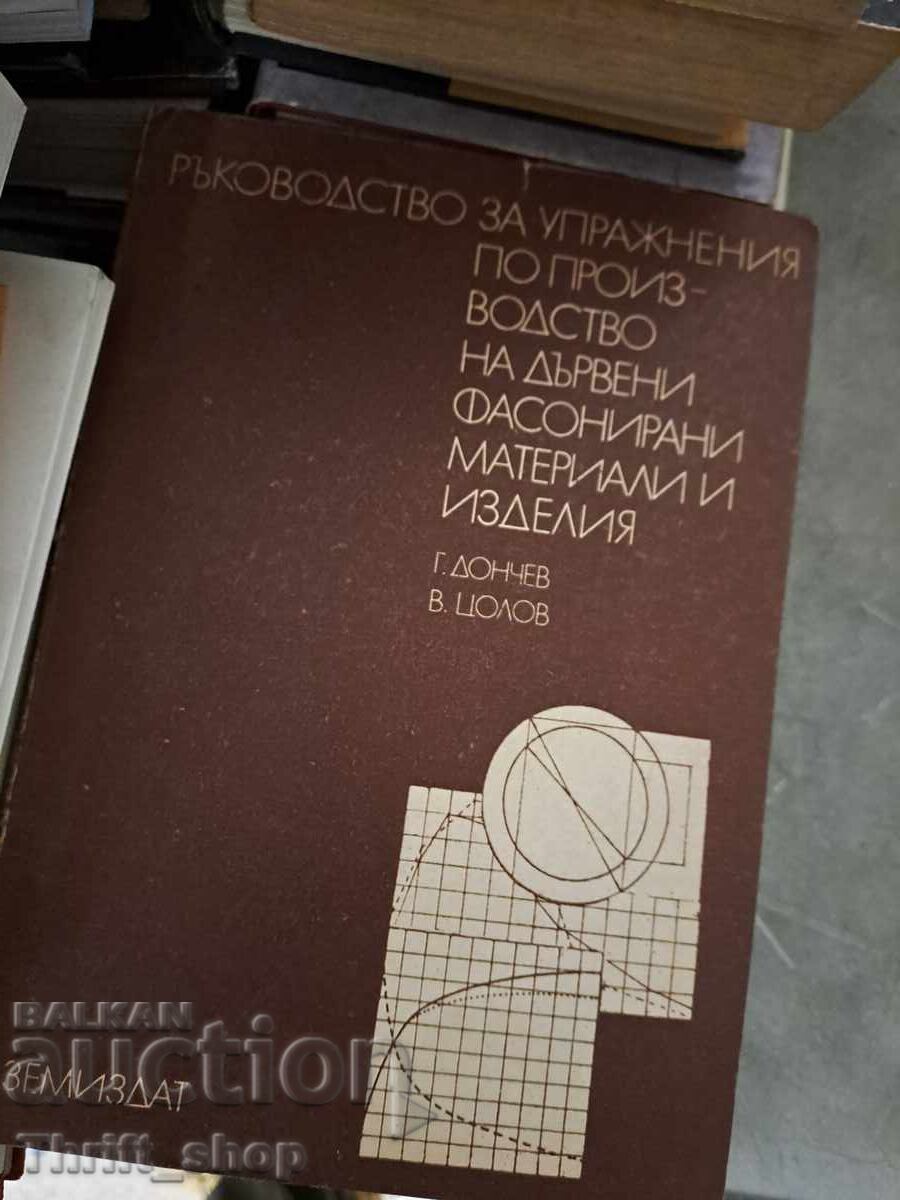 РЪКОВОДСТВО ЗА УПРАЖНЕНИЯ
ПО ПРОИЗ-
ВОДСТВО
НА ДЪРВЕНИ
ФАСОНИРАНИ
МАТЕРИАЛИ И
ИЗДЕЛИЯ
Г. ДОНЧЕВ
В. ЦОЛОВ
BALKAN
auction
ЗЕМИЗДАТ
Thrift_shop